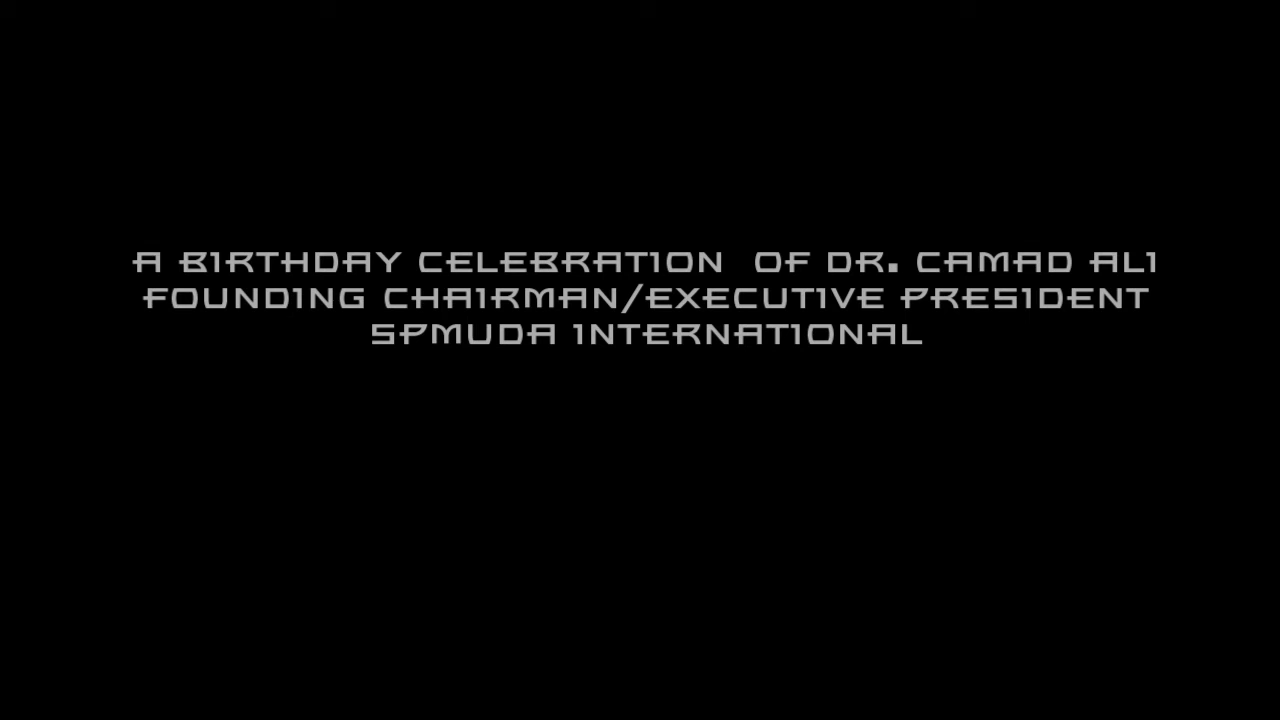 A BIRTHDAY CELEBRATION  OF DR. CAMAD ALI
FOUNDING CHAIRMAN/EXECUTIVE PRESIDENT
SPMUDA INTERNATIONAL